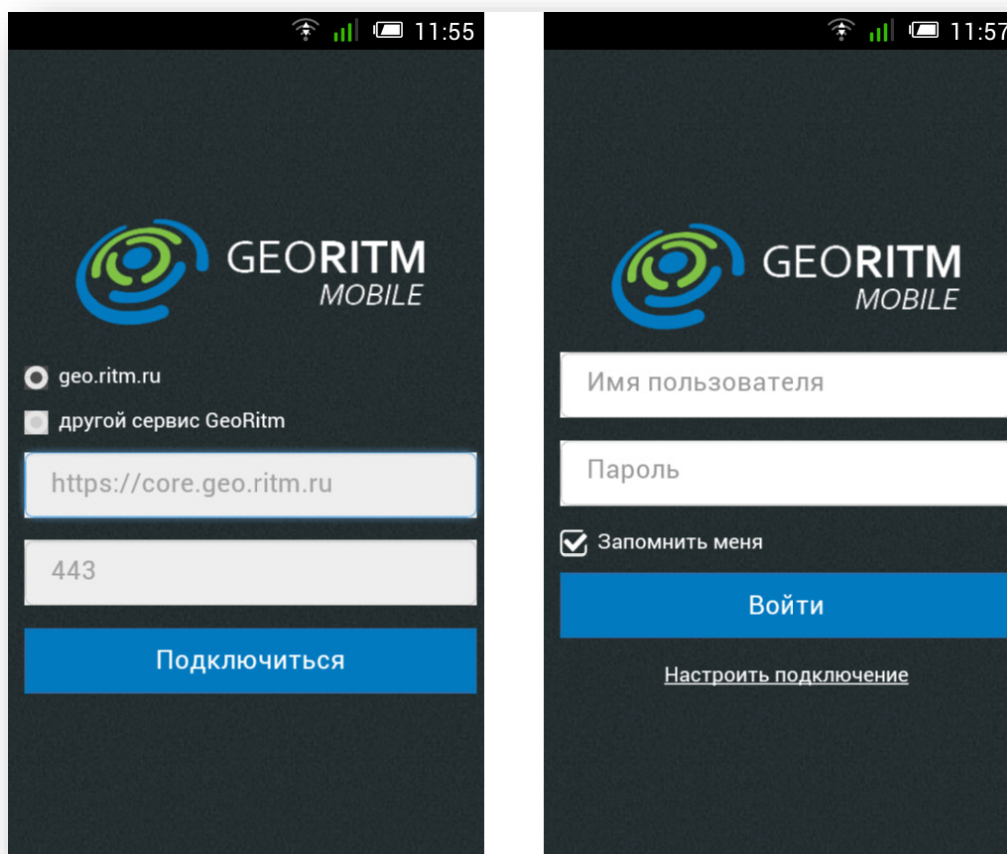 11:55
GEORITM
MOBILE
geo.ritm.ru
другой сервис GeoRitm
https://core.geo.ritm.ru
443
Подключиться
11:57
GEORITM
MOBILE
Имя пользователя
Пароль
Запомнить меня
Войти
Настроить подключение